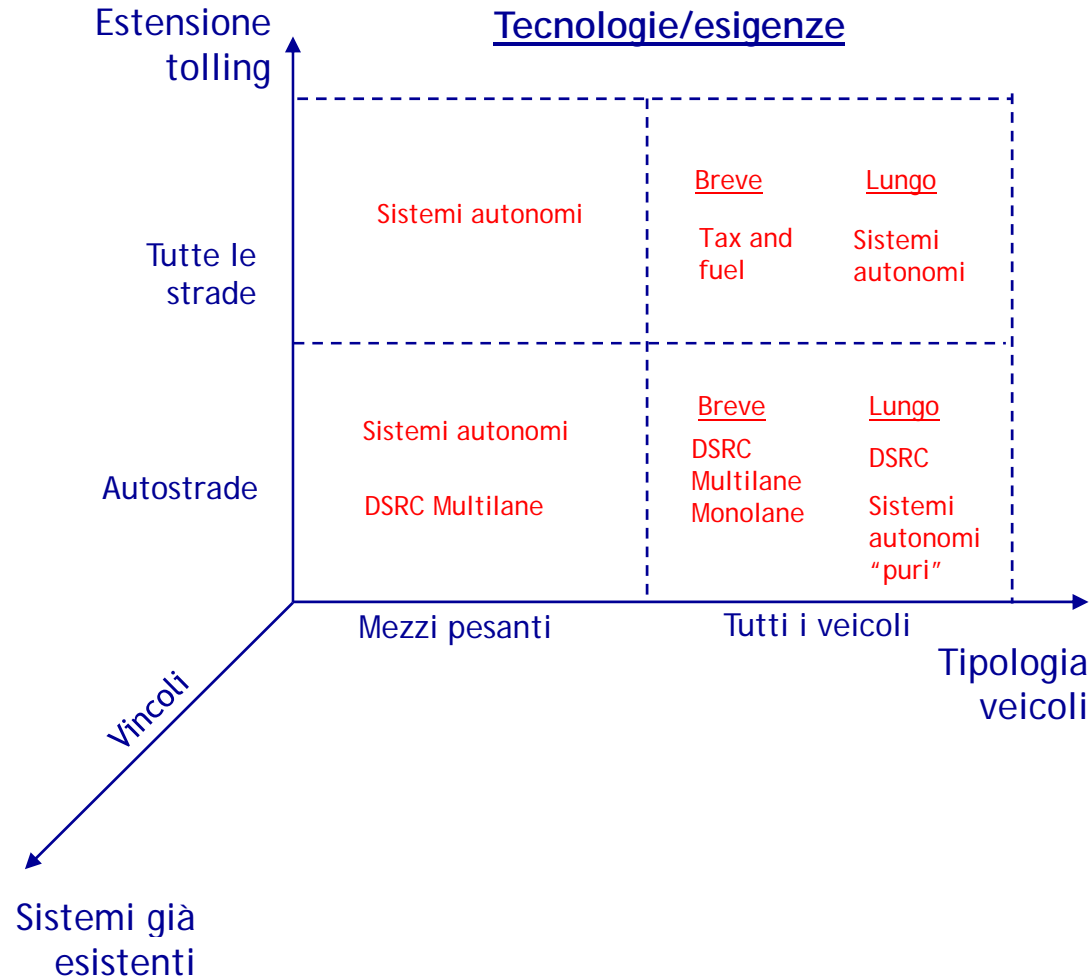 Tecnologie/esigenze
Estensione
tolling
Sistemi autonomi
Breve
Tax and
fuel
Lungo
Sistemi
autonomi
Tutte le
strade
Sistemi autonomi
DSRC Multilane
Breve
DSRC
Multilane
Monolane
Lungo
DSRC
Sistemi
autonomi
“puri”
Autostrade
Mezzi pesanti
Tutti i veicoli
Tipologia
veicoli
Vincoli
Sistemi già
esistenti